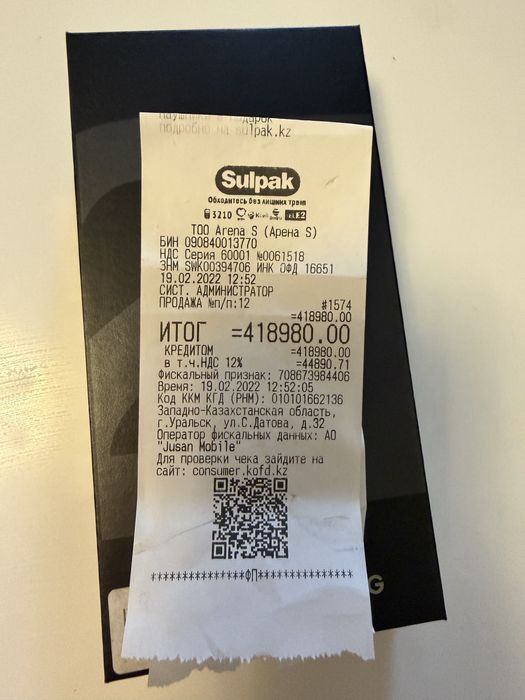 подробно на sulpak.kz
Sulpak
Обходитесь без лишних трат
3210
ТОО Arena S (Арена S)
БИН 090840013770
НДС Серия 60001 №0061518
ЗНМ SWK00394706 ИНК ОФД 16651
19.02.2022 12:52
СИСТ. АДМИНИСТРАТОР
ПРОДАЖА №п/п:12 #1574
=418980.00
ИТОГ =418980.00
КРЕДИТОМ =418980.00
в т.ч.НДС 12% =44890.71
Фискальный признак: 708673984406
Время: 19.02.2022 12:52:05
Код ККМ КГД (РНМ): 010101662136
Западно-Казахстанская область,
г.Уральск, ул.С.Датова, д.32
Оператор фискальных данных: АО
"Jusan Mobile"
Для проверки чека зайдите на
сайт: consumer.kofd.kz
****************ФП****************
G